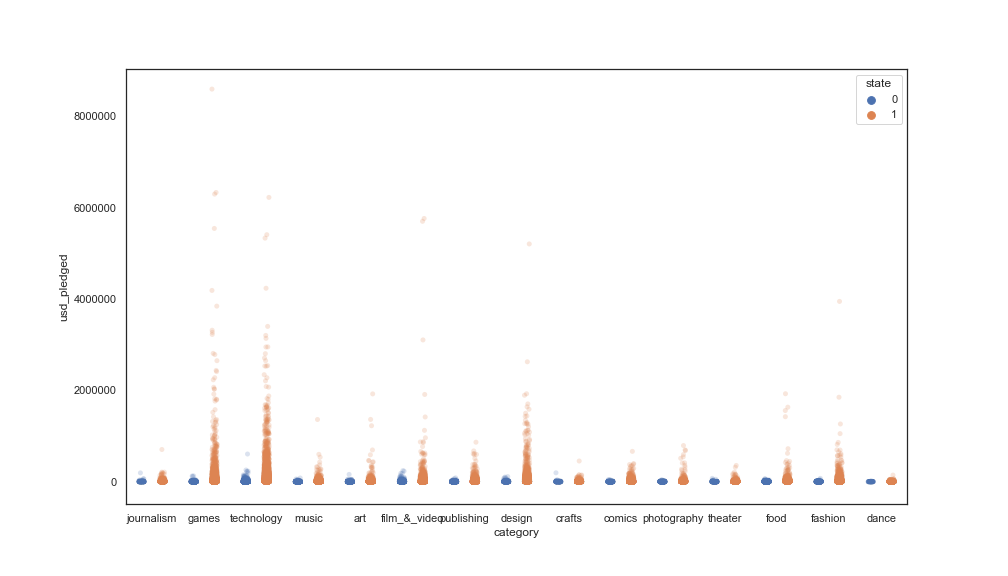 state
0
1
8000000
6000000
4000000
2000000
0
usd_pledged
journalism games technology music art film_&_video publishing design crafts comics photography theater food fashion dance
category